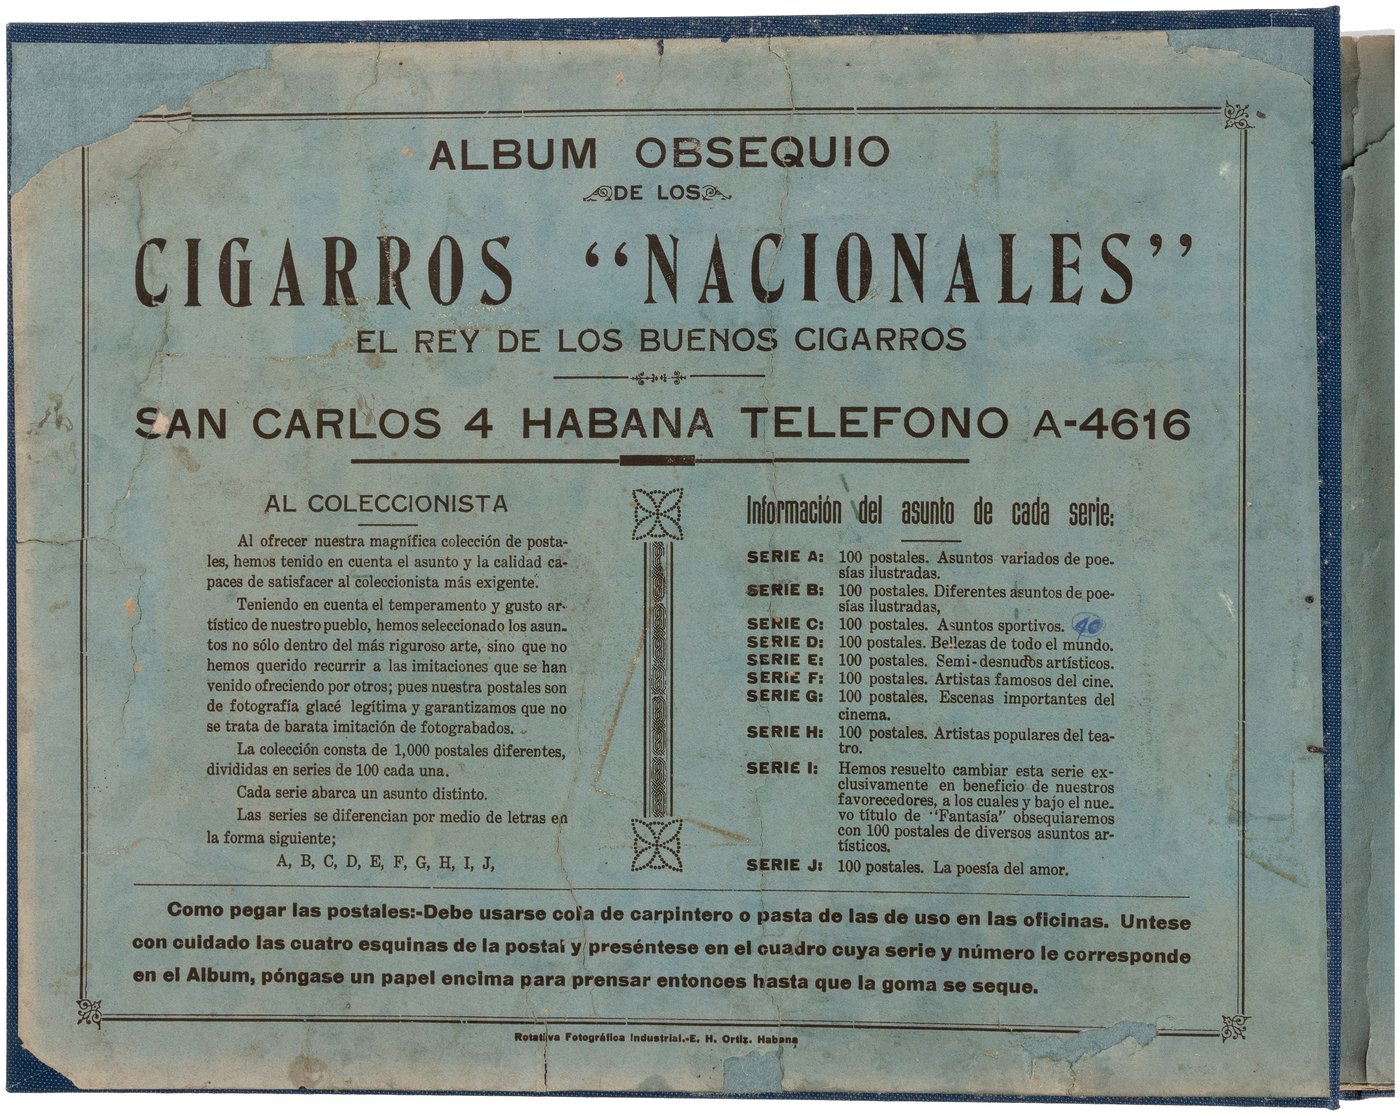 ALBUM OBSEQUIO
DE LOS
CIGARROS “NACIONALES”
EL REY DE LOS BUENOS CIGARROS
SAN CARLOS 4 HABANA TELEFONO A-4616
AL COLECCIONISTA
Al ofrecer nuestra magnífica colección de posta-
les, hemos tenido en cuenta el asunto y la calidad ca-
paces de satisfacer al coleccionista más exigente.
Teniendo en cuenta el temperamento y gusto ar-
tístico de nuestro pueblo, hemos seleccionado los asun-
tos no sólo dentro del más riguroso arte, sino que no
hemos querido recurrir a las imitaciones que se han
venido ofreciendo por otros; pues nuestra postales son
de fotografía glacé legítima y garantizamos que no
se trata de barata imitación de fotograbados.
La colección consta de 1,000 postales diferentes,
divididas en series de 100 cada una.
Cada serie abarca un asunto distinto.
Las series se diferencian por medio de letras en
la forma siguiente;
A, B, C, D, E, F, G, H, I, J,
Información del asunto de cada serie:
SERIE A: 100 postales. Asuntos variados de poe-
sías ilustradas.
SERIE B: 100 postales. Diferentes asuntos de poe-
sías ilustradas,
SERIE C: 100 postales. Asuntos sportivos. 40
SERIE D: 100 postales. Bellezas de todo el mundo.
SERIE E: 100 postales. Semi-desnudos artísticos.
SERIE F: 100 postales. Artistas famosos del cine.
SERIE G: 100 postales. Escenas importantes del
cinema.
SERIE H: 100 postales. Artistas populares del tea-
tro.
SERIE I: Hemos resuelto cambiar esta serie ex-
clusivamente en beneficio de nuestros
favorecedores, a los cuales y bajo el nue-
vo título de “Fantasía” obsequiaremos
con 100 postales de diversos asuntos ar-
tísticos.
SERIE J: 100 postales. La poesía del amor.
Como pegar las postales:-Debe usarse cola de carpintero o pasta de las de uso en las oficinas. Untese
con cuidado las cuatro esquinas de la postal y preséntese en el cuadro cuya serie y número le corresponde
en el Album, póngase un papel encima para prensar entonces hasta que la goma se seque.
Rotativa Fotográfica Industrial.-E. H. Ortiz. Habana